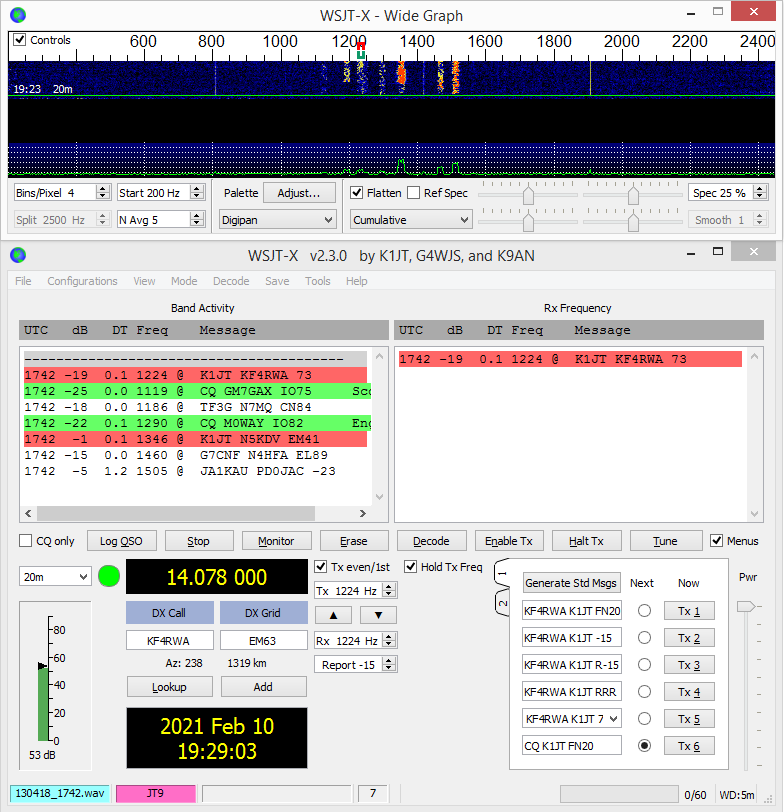 WSJT-X - Wide Graph
Controls
600 800 1000 1200 1400 1600 1800 2000 2200 2400
19:23 20m
Bins/Pixel 4 Start 200 Hz Palette Adjust... Flatten Ref Spec Spec 25 %
Split 2500 Hz N Avg 5 Digipan Cumulative Smooth 1
WSJT-X v2.3.0 by K1JT, G4WJS, and K9AN
File Configurations View Mode Decode Save Tools Help
Band Activity
UTC dB DT Freq Message
----------------------------------------
1742 -19 0.1 1224 @ K1JT KF4RWA 73
1742 -25 0.0 1119 @ CQ GM7GAX IO75 Sco
1742 -18 0.0 1186 @ TF3G N7MQ CN84
1742 -22 0.1 1290 @ CQ M0WAY IO82 Eng
1742 -1 0.1 1346 @ K1JT N5KDV EM41
1742 -15 0.0 1460 @ G7CNF N4HFA EL89
1742 -5 1.2 1505 @ JA1KAU PD0JAC -23
Rx Frequency
UTC dB DT Freq Message
1742 -19 0.1 1224 @ K1JT KF4RWA 73
CQ only Log QSO Stop Monitor Erase Decode Enable Tx Halt Tx Tune Menus
20m
14.078 000
DX Call DX Grid
KF4RWA EM63
Az: 238 1319 km
Lookup Add
2021 Feb 10
19:29:03
80
60
40
20
0
53 dB
Tx even/1st Hold Tx Freq
Tx 1224 Hz
▲ ▼
Rx 1224 Hz
Report -15
1
2
Generate Std Msgs Next Now
KF4RWA K1JT FN20 Tx 1
KF4RWA K1JT -15 Tx 2
KF4RWA K1JT R-15 Tx 3
KF4RWA K1JT RRR Tx 4
KF4RWA K1JT 7 Tx 5
CQ K1JT FN20 Tx 6
Pwr
130418_1742.wav JT9 7 0/60 WD:5m